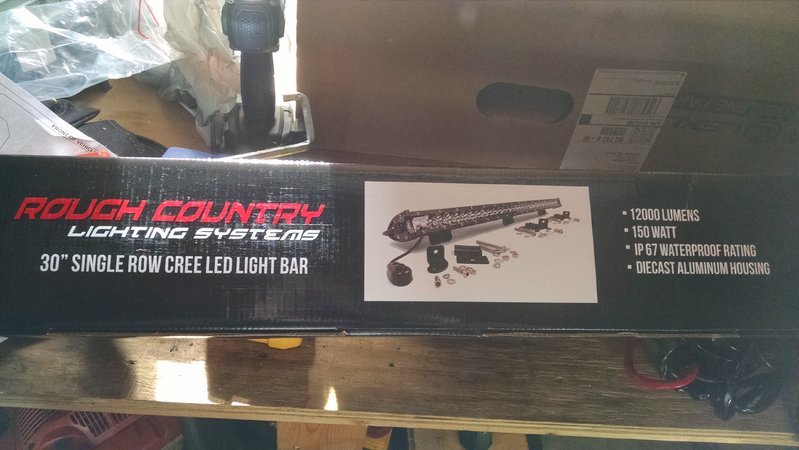 ROUGH COUNTRY
LIGHTING SYSTEMS
30" SINGLE ROW CREE LED LIGHT BAR
▪ 12000 LUMENS
▪ 150 WATT
▪ IP 67 WATERPROOF RATING
▪ DIECAST ALUMINUM HOUSING